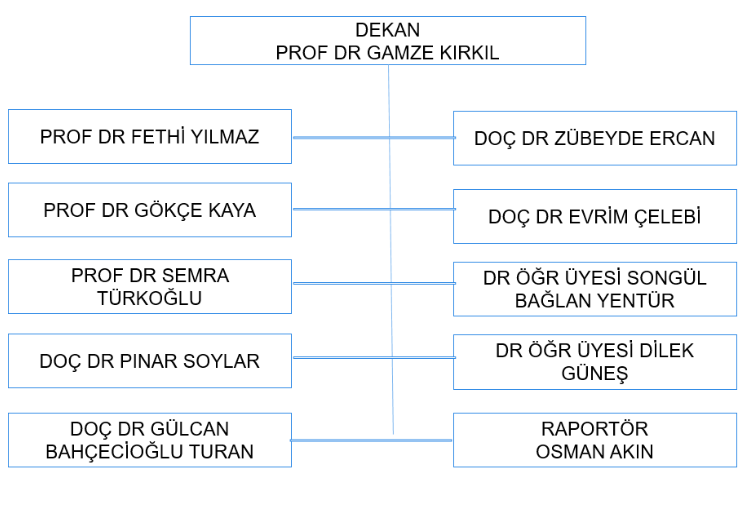 DEKAN
PROF DR GAMZE KIRKIL
PROF DR FETHİ YILMAZ
DOÇ DR ZÜBEYDE ERCAN
PROF DR GÖKÇE KAYA
DOÇ DR EVRİM ÇELEBİ
PROF DR SEMRA
TÜRKOĞLU
DR ÖĞR ÜYESİ SONGÜL
BAĞLAN YENTÜR
DOÇ DR PINAR SOYLAR
DR ÖĞR ÜYESİ DİLEK
GÜNEŞ
DOÇ DR GÜLCAN
BAHÇECİOĞLU TURAN
RAPORTÖR
OSMAN AKIN